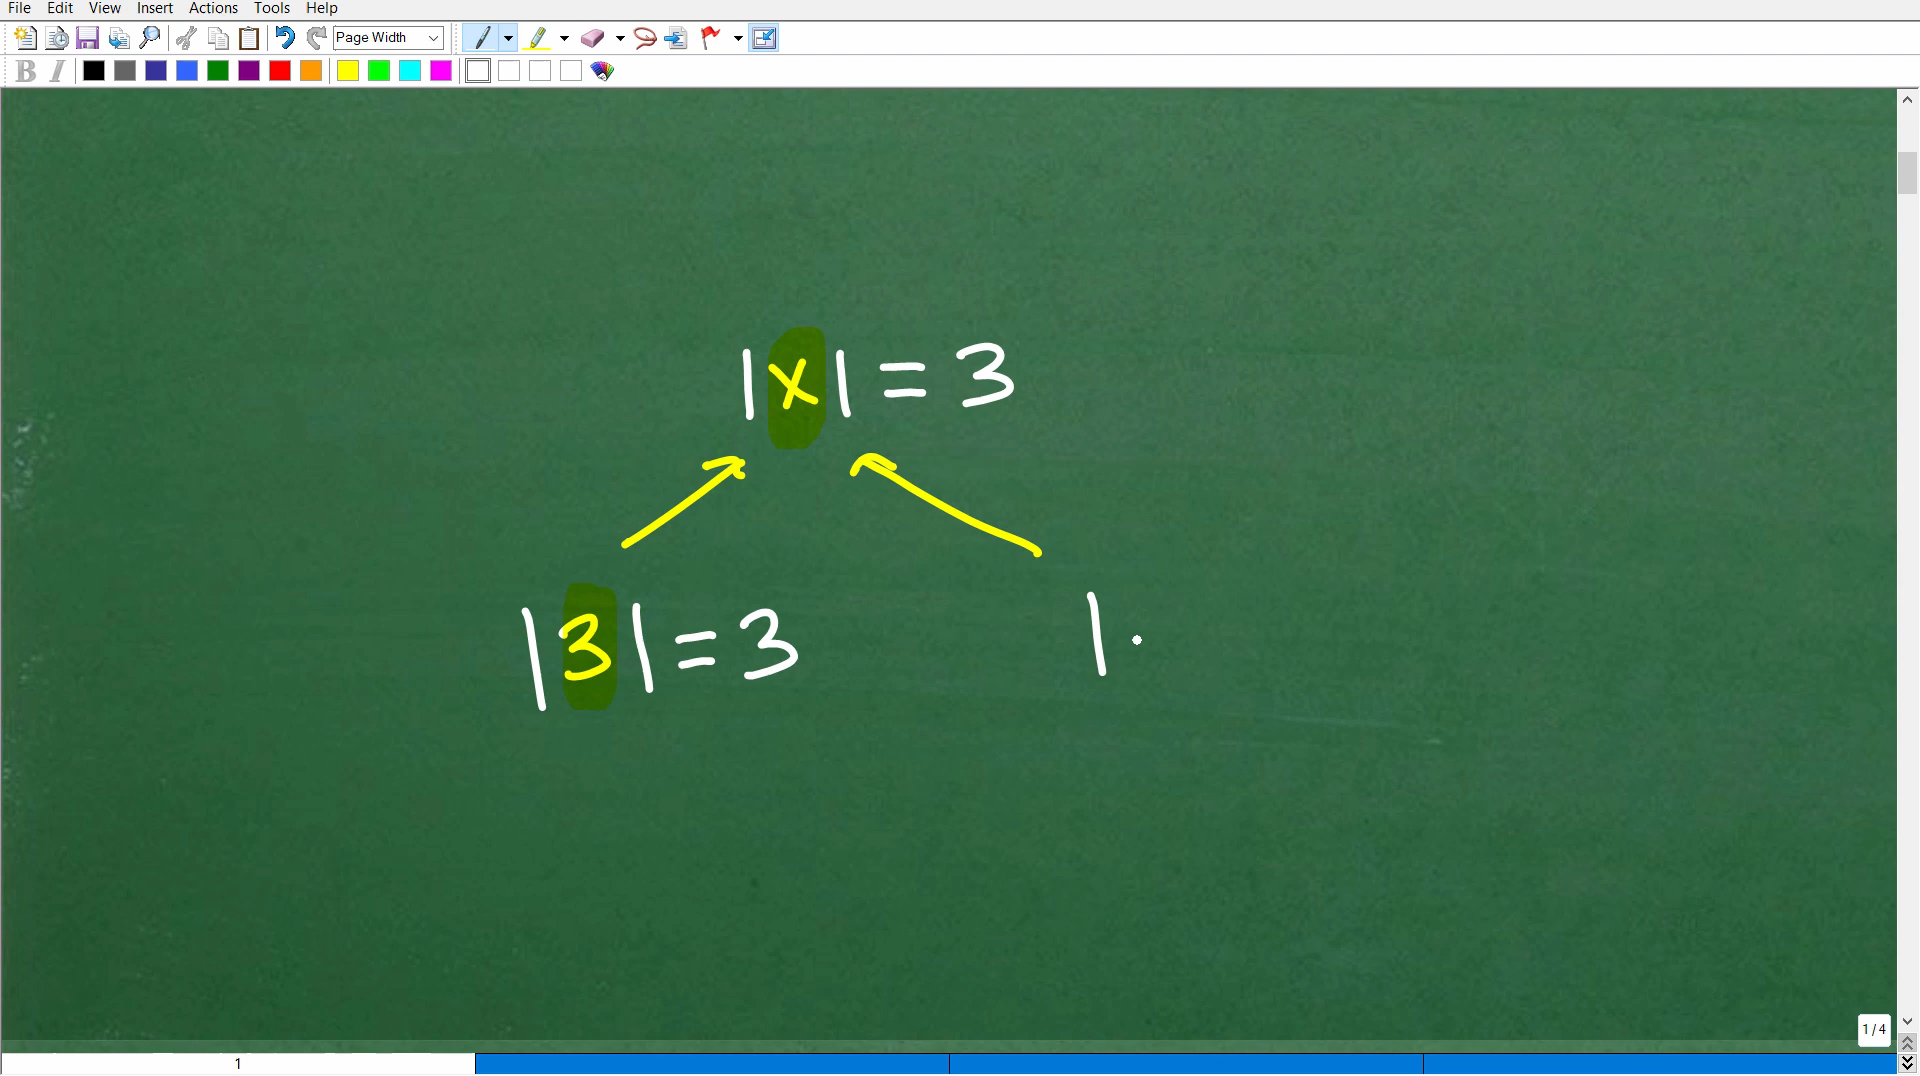 File Edit View Insert Actions Tools Help
Page Width
B I
|x| = 3
|3| = 3 |
1 / 4
1